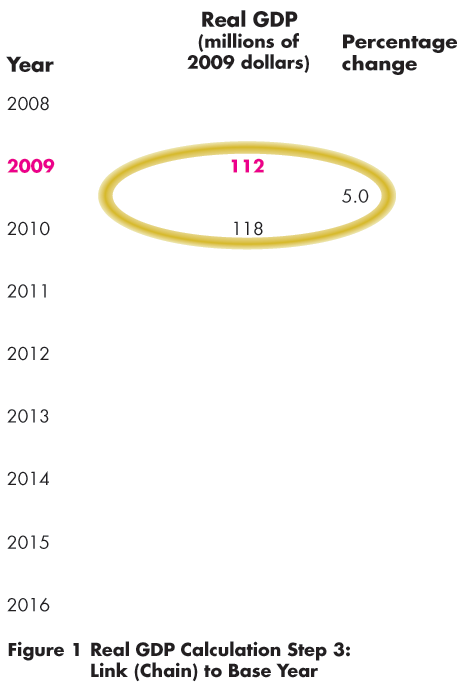 Real GDP
(millions of
2009 dollars)
Percentage
change
Year
2008
2009 112
5.0
2010 118
2011
2012
2013
2014
2015
2016
Figure 1 Real GDP Calculation Step 3:
Link (Chain) to Base Year